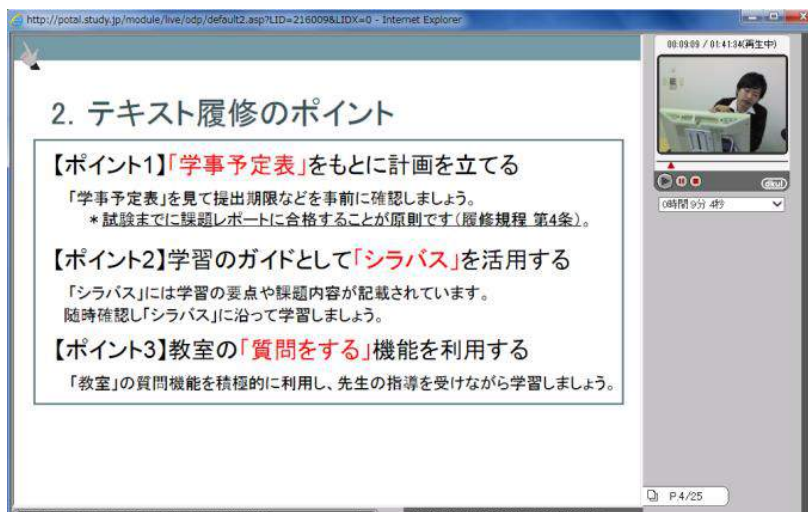 http://potal.study.jp/module/live/odp/default2.asp?LID=216009&LIDX=0 - Internet Explorer
00:09:09 / 01:41:34(再生中)
2. テキスト履修のポイント
【ポイント1】「学事予定表」をもとに計画を立てる
「学事予定表」を見て提出期限などを事前に確認しましょう。
＊試験までに課題レポートに合格することが原則です(履修規程 第4条)。
【ポイント2】学習のガイドとして「シラバス」を活用する
「シラバス」には学習の要点や課題内容が記載されています。
随時確認し「シラバス」に沿って学習しましょう。
【ポイント3】教室の「質問をする」機能を利用する
「教室」の質問機能を積極的に利用し、先生の指導を受けながら学習しましょう。
0時間 9分 4秒
P.4/25